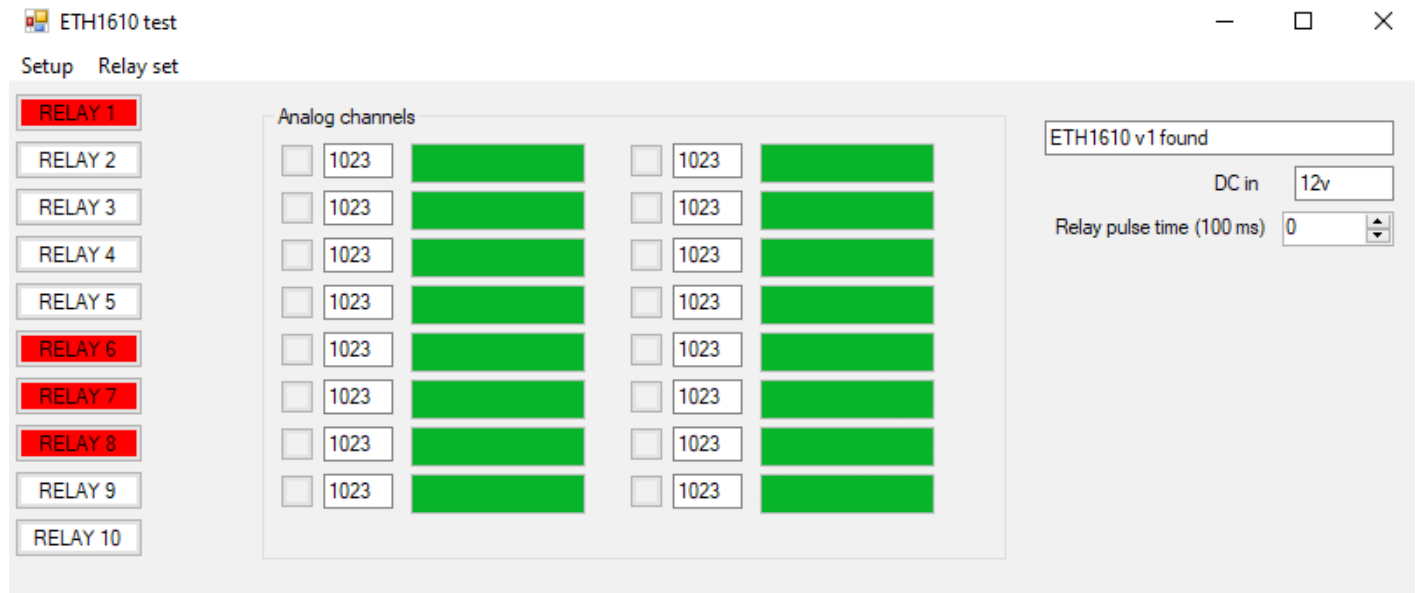 ETH1610 test
Setup Relay set
RELAY 1
RELAY 2
RELAY 3
RELAY 4
RELAY 5
RELAY 6
RELAY 7
RELAY 8
RELAY 9
RELAY 10
Analog channels
1023 1023
1023 1023
1023 1023
1023 1023
1023 1023
1023 1023
1023 1023
1023 1023
ETH1610 v1 found
DC in 12v
Relay pulse time (100 ms) 0